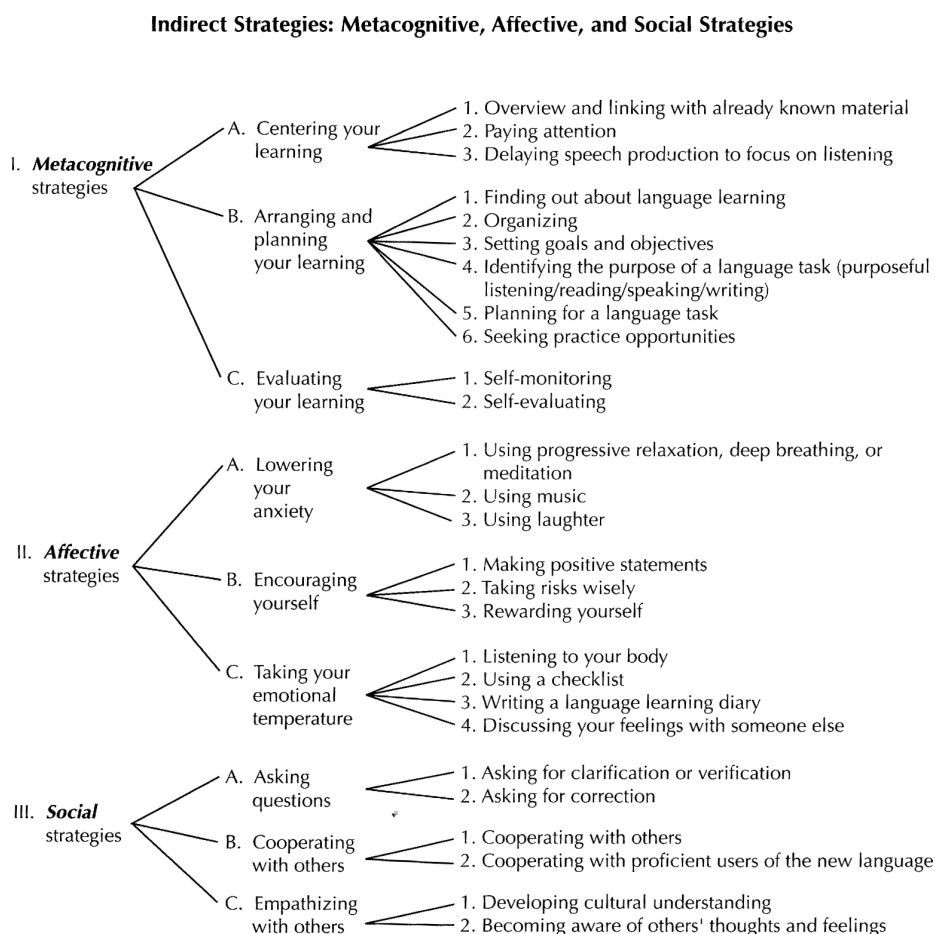 Indirect Strategies: Metacognitive, Affective, and Social Strategies
I. Metacognitive
strategies
A. Centering your
learning
1. Overview and linking with already known material
2. Paying attention
3. Delaying speech production to focus on listening
B. Arranging and
planning
your learning
1. Finding out about language learning
2. Organizing
3. Setting goals and objectives
4. Identifying the purpose of a language task (purposeful
listening/reading/speaking/writing)
5. Planning for a language task
6. Seeking practice opportunities
C. Evaluating
your learning
1. Self-monitoring
2. Self-evaluating
II. Affective
strategies
A. Lowering
your
anxiety
1. Using progressive relaxation, deep breathing, or
meditation
2. Using music
3. Using laughter
B. Encouraging
yourself
1. Making positive statements
2. Taking risks wisely
3. Rewarding yourself
C. Taking your
emotional
temperature
1. Listening to your body
2. Using a checklist
3. Writing a language learning diary
4. Discussing your feelings with someone else
III. Social
strategies
A. Asking
questions
1. Asking for clarification or verification
2. Asking for correction
B. Cooperating
with others
1. Cooperating with others
2. Cooperating with proficient users of the new language
C. Empathizing
with others
1. Developing cultural understanding
2. Becoming aware of others' thoughts and feelings